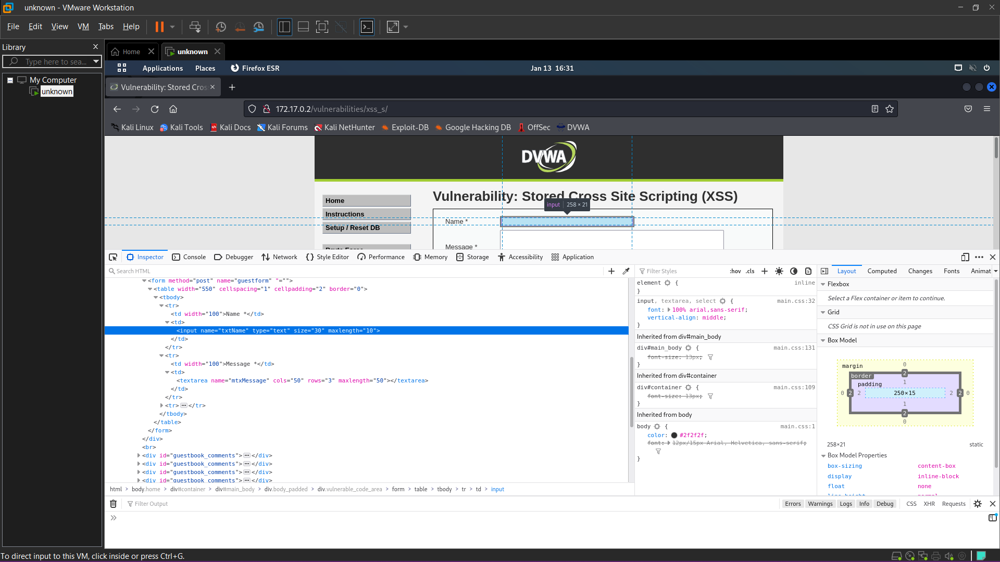 unknown - VMware Workstation
File Edit View VM Tabs Help
Library
Type here to sea...
My Computer
unknown
Home
unknown
Applications Places Firefox ESR
Jan 13 16:31
Vulnerability: Stored Cros
172.17.0.2/vulnerabilities/xss_s/
Kali Linux Kali Tools Kali Docs Kali Forums Kali NetHunter Exploit-DB Google Hacking DB OffSec DVWA
DVWA
Home
Instructions
Setup / Reset DB
Vulnerability: Stored Cross Site Scripting (XSS)
input 258 × 21
Name *
Message *
Inspector Console Debugger Network Style Editor Performance Memory Storage Accessibility Application
Search HTML
<form method="post" name="guestform" "="">
<table width="550" cellspacing="1" cellpadding="2" border="0">
<tbody>
<tr>
<td width="100">Name *</td>
<td>
<input name="txtName" type="text" size="30" maxlength="10">
</td>
</tr>
<tr>
<td width="100">Message *</td>
<td>
<textarea name="mtxMessage" cols="50" rows="3" maxlength="50"></textarea>
</td>
</tr>
<tr> ··· </tr>
</tbody>
</table>
</form>
</div>
<br>
<div id="guestbook_comments"> ··· </div>
<div id="guestbook_comments"> ··· </div>
<div id="guestbook_comments"> ··· </div>
<div id="guestbook_comments"> ··· </div>
html > body.home > div#container > div#main_body > div.body_padded > div.vulnerable_code_area > form > table > tbody > tr > td > input
Filter Styles
:hov .cls
element { inline
}
input, textarea, select { main.css:32
font: 100% arial,sans-serif;
vertical-align: middle;
}
Inherited from div#main_body
div#main_body { main.css:131
font-size: 13px;
}
Inherited from div#container
div#container { main.css:109
font-size: 13px;
}
Inherited from body
body { main.css:1
color: #2f2f2f;
font: 12px/15px Arial, Helvetica, sans-serif;
}
Layout Computed Changes Fonts Animat
Flexbox
Select a Flex container or item to continue.
Grid
CSS Grid is not in use on this page
Box Model
margin 0
border 2
padding 1
0 2 2 250×15 2 2 0
1
2
0
258×21 static
Box Model Properties
box-sizing content-box
display inline-block
float none
Filter Output
Errors Warnings Logs Info Debug CSS XHR Requests
To direct input to this VM, click inside or press Ctrl+G.